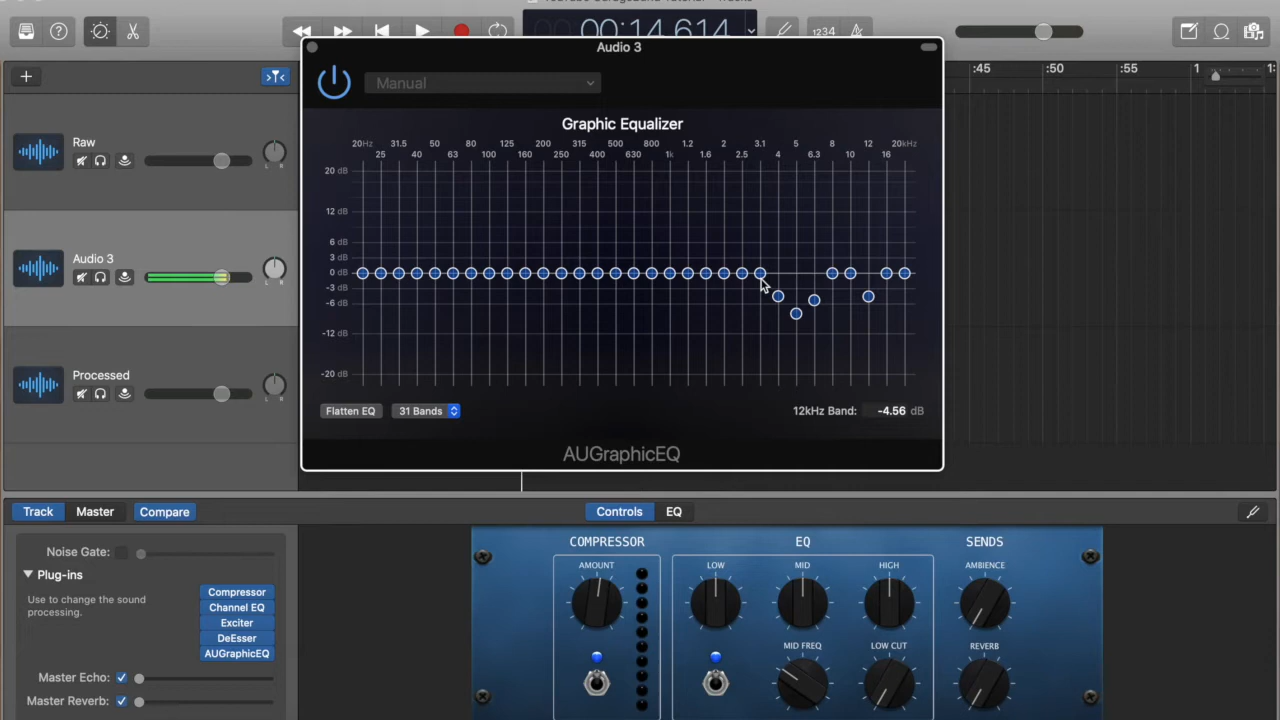 00:14.614
1234
:45
:50
:55
1
1:
Audio 3
Manual
Graphic Equalizer
20Hz 31.5 50 80 125 200 315 500 800 1.2 2 3.1 5 8 12 20kHz
25 40 63 100 160 250 400 630 1k 1.6 2.5 4 6.3 10 16
20 dB
12 dB
6 dB
3 dB
0 dB
-3 dB
-6 dB
-12 dB
-20 dB
Flatten EQ
31 Bands
12kHz Band: -4.56 dB
AUGraphicEQ
Raw
L R
Audio 3
L R
Processed
L R
Track
Master
Compare
Controls
EQ
Noise Gate:
Plug-ins
Use to change the sound
processing.
Compressor
Channel EQ
Exciter
DeEsser
AUGraphicEQ
Master Echo:
Master Reverb:
COMPRESSOR
AMOUNT
EQ
LOW
MID
HIGH
MID FREQ
LOW CUT
SENDS
AMBIENCE
REVERB